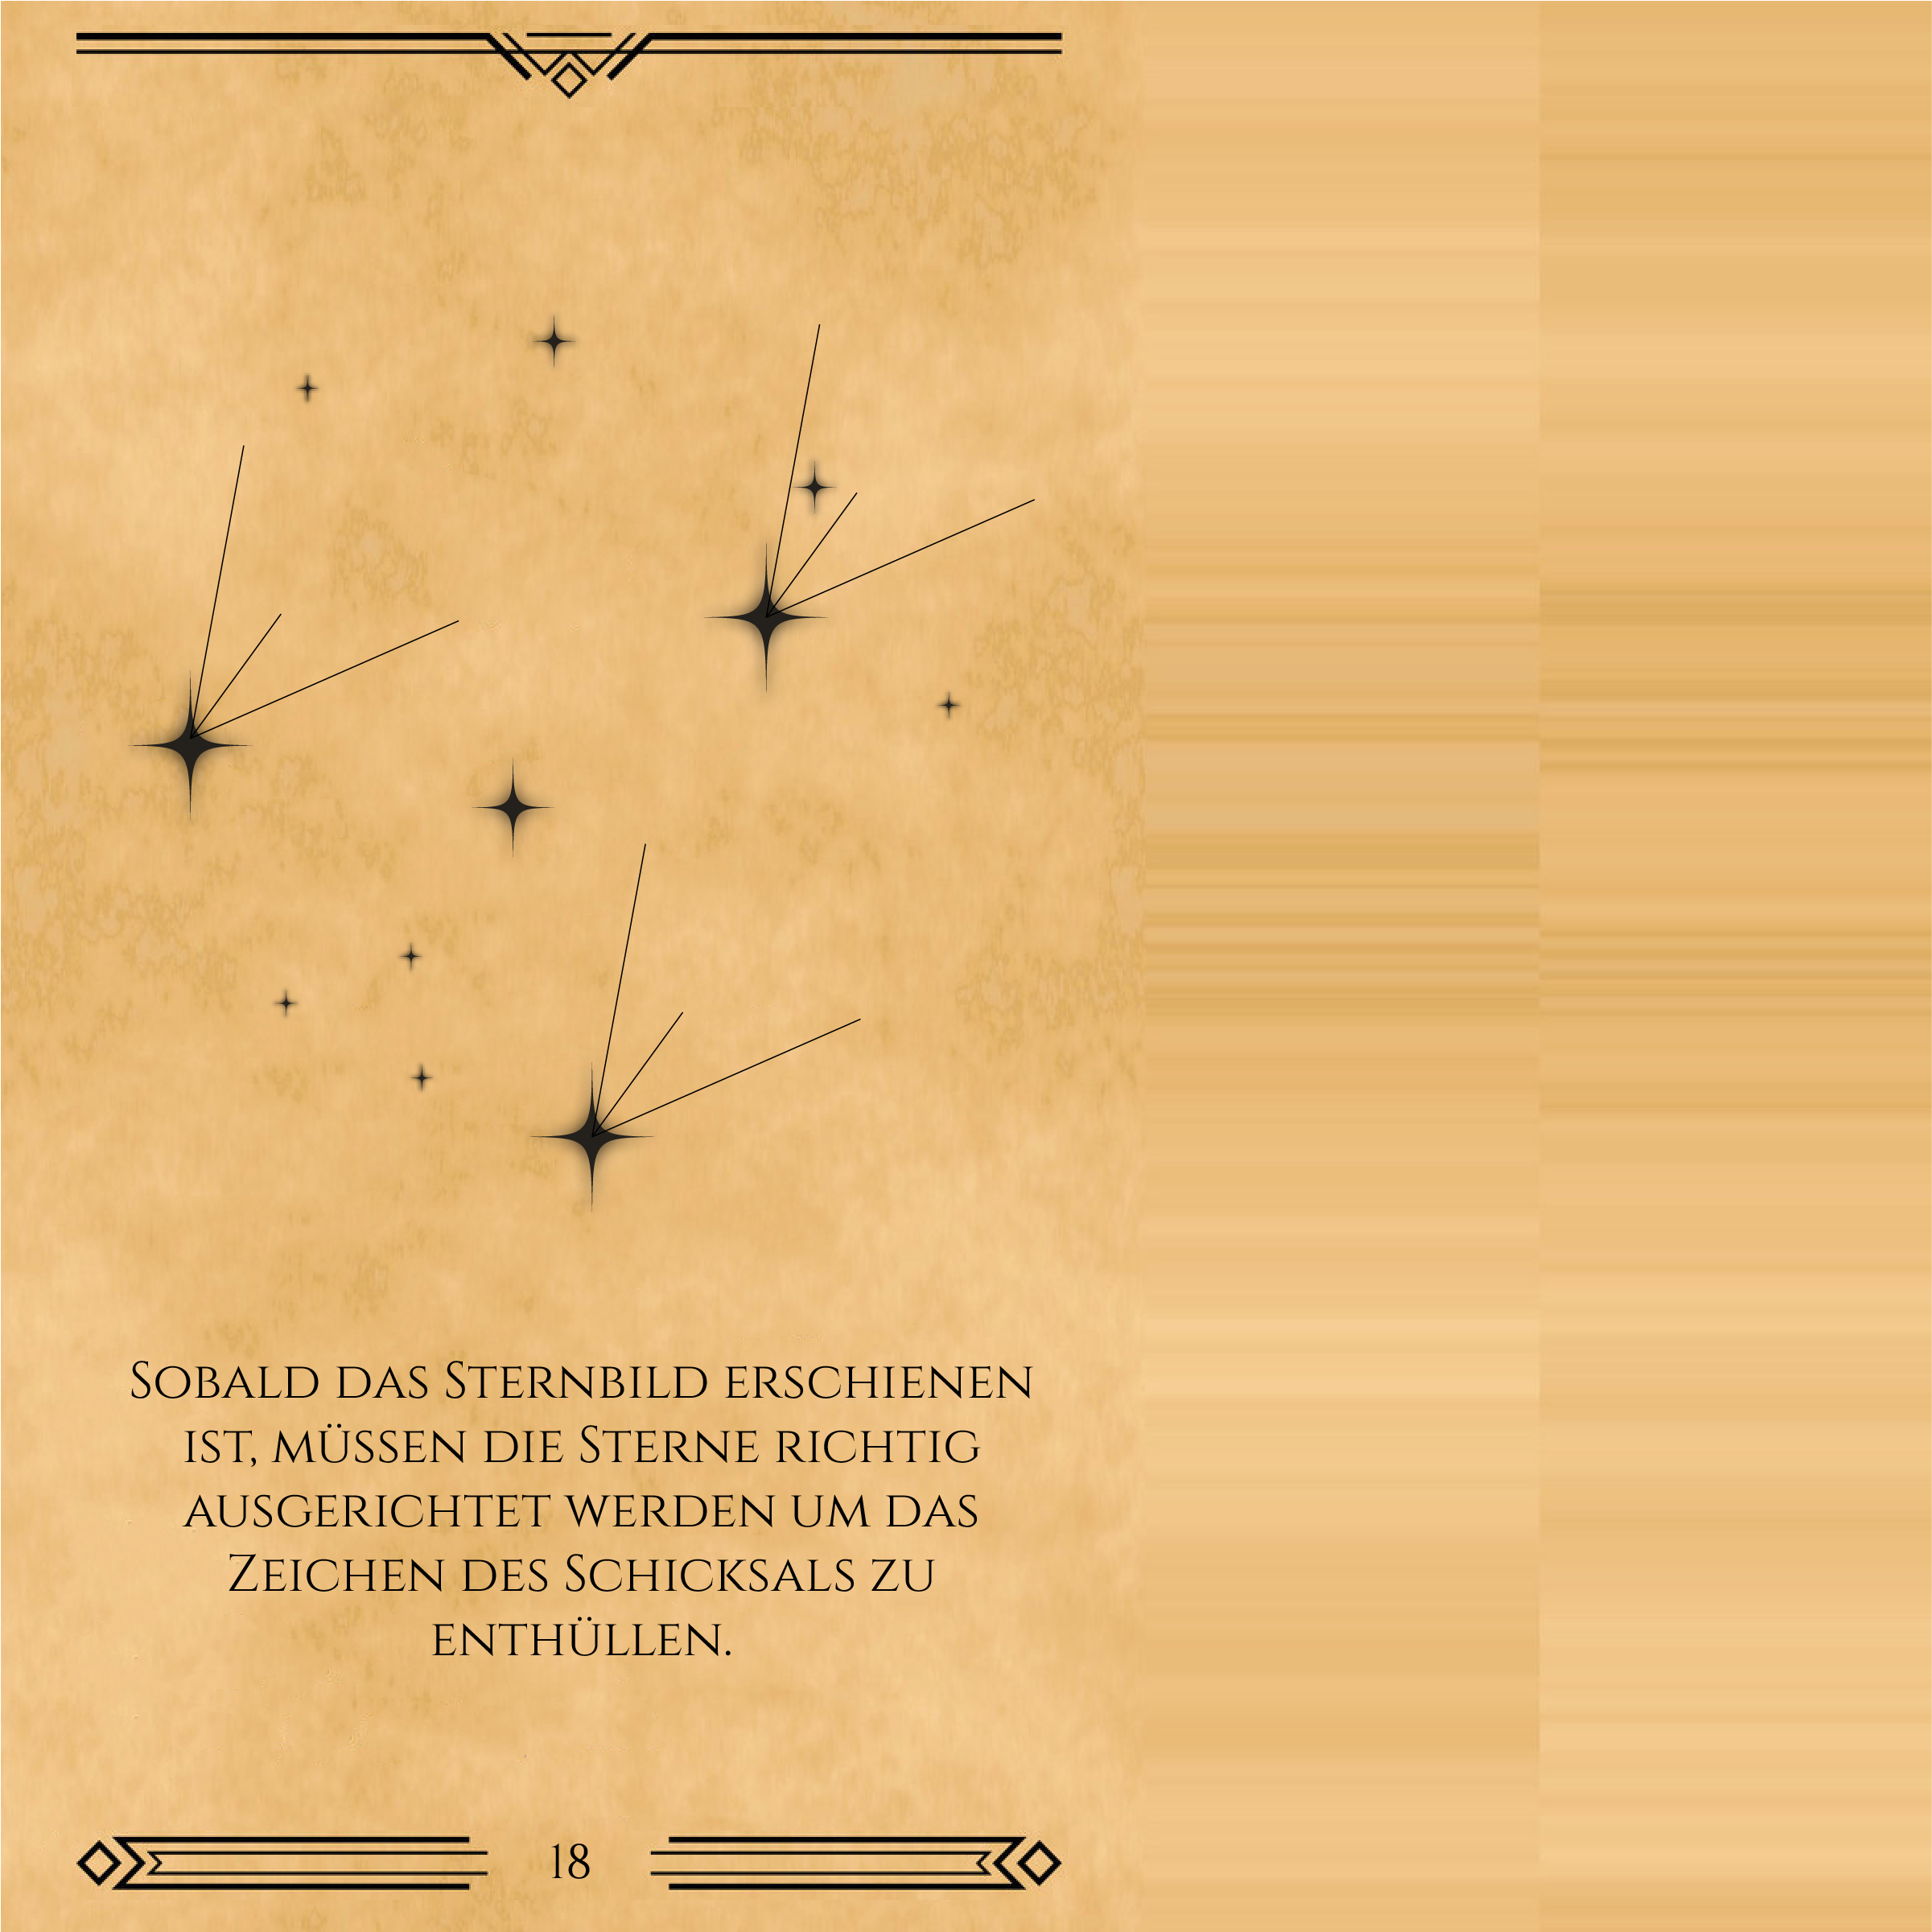 Sobald das Sternbild erschienen
ist, müssen die Sterne richtig
ausgerichtet werden um das
Zeichen des Schicksals zu
enthüllen.
18